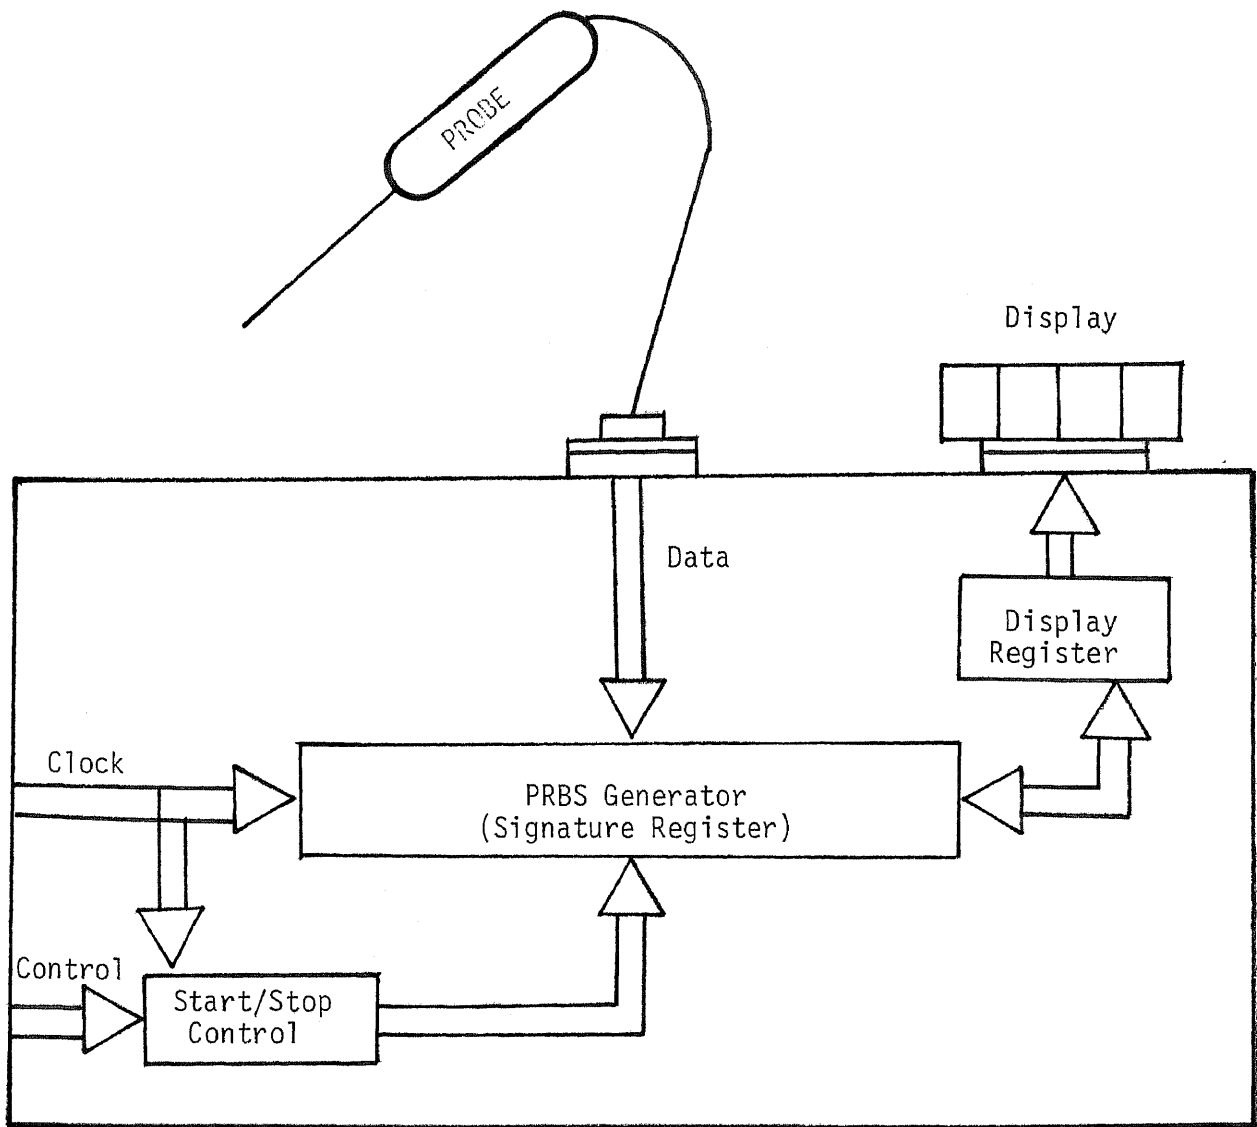 PROBE
Display
Data
Display
Register
Clock
PRBS Generator
(Signature Register)
Control
Start/Stop
Control